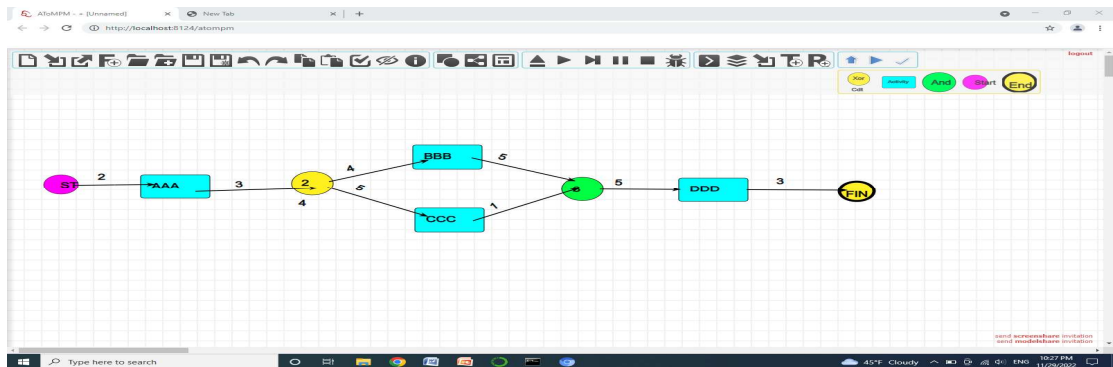 AToMPM - + [Unnamed] × New Tab × +
http://localhost:8124/atompm
logout
Xor Activity And Start End
Cdt
ST 2 AAA 3 2 4
4 BBB 5
5 CCC 1
5 DDD 3 FIN
send screenshare invitation
send modelshare invitation
Type here to search
45°F Cloudy ENG 10:27 PM
11/29/2022